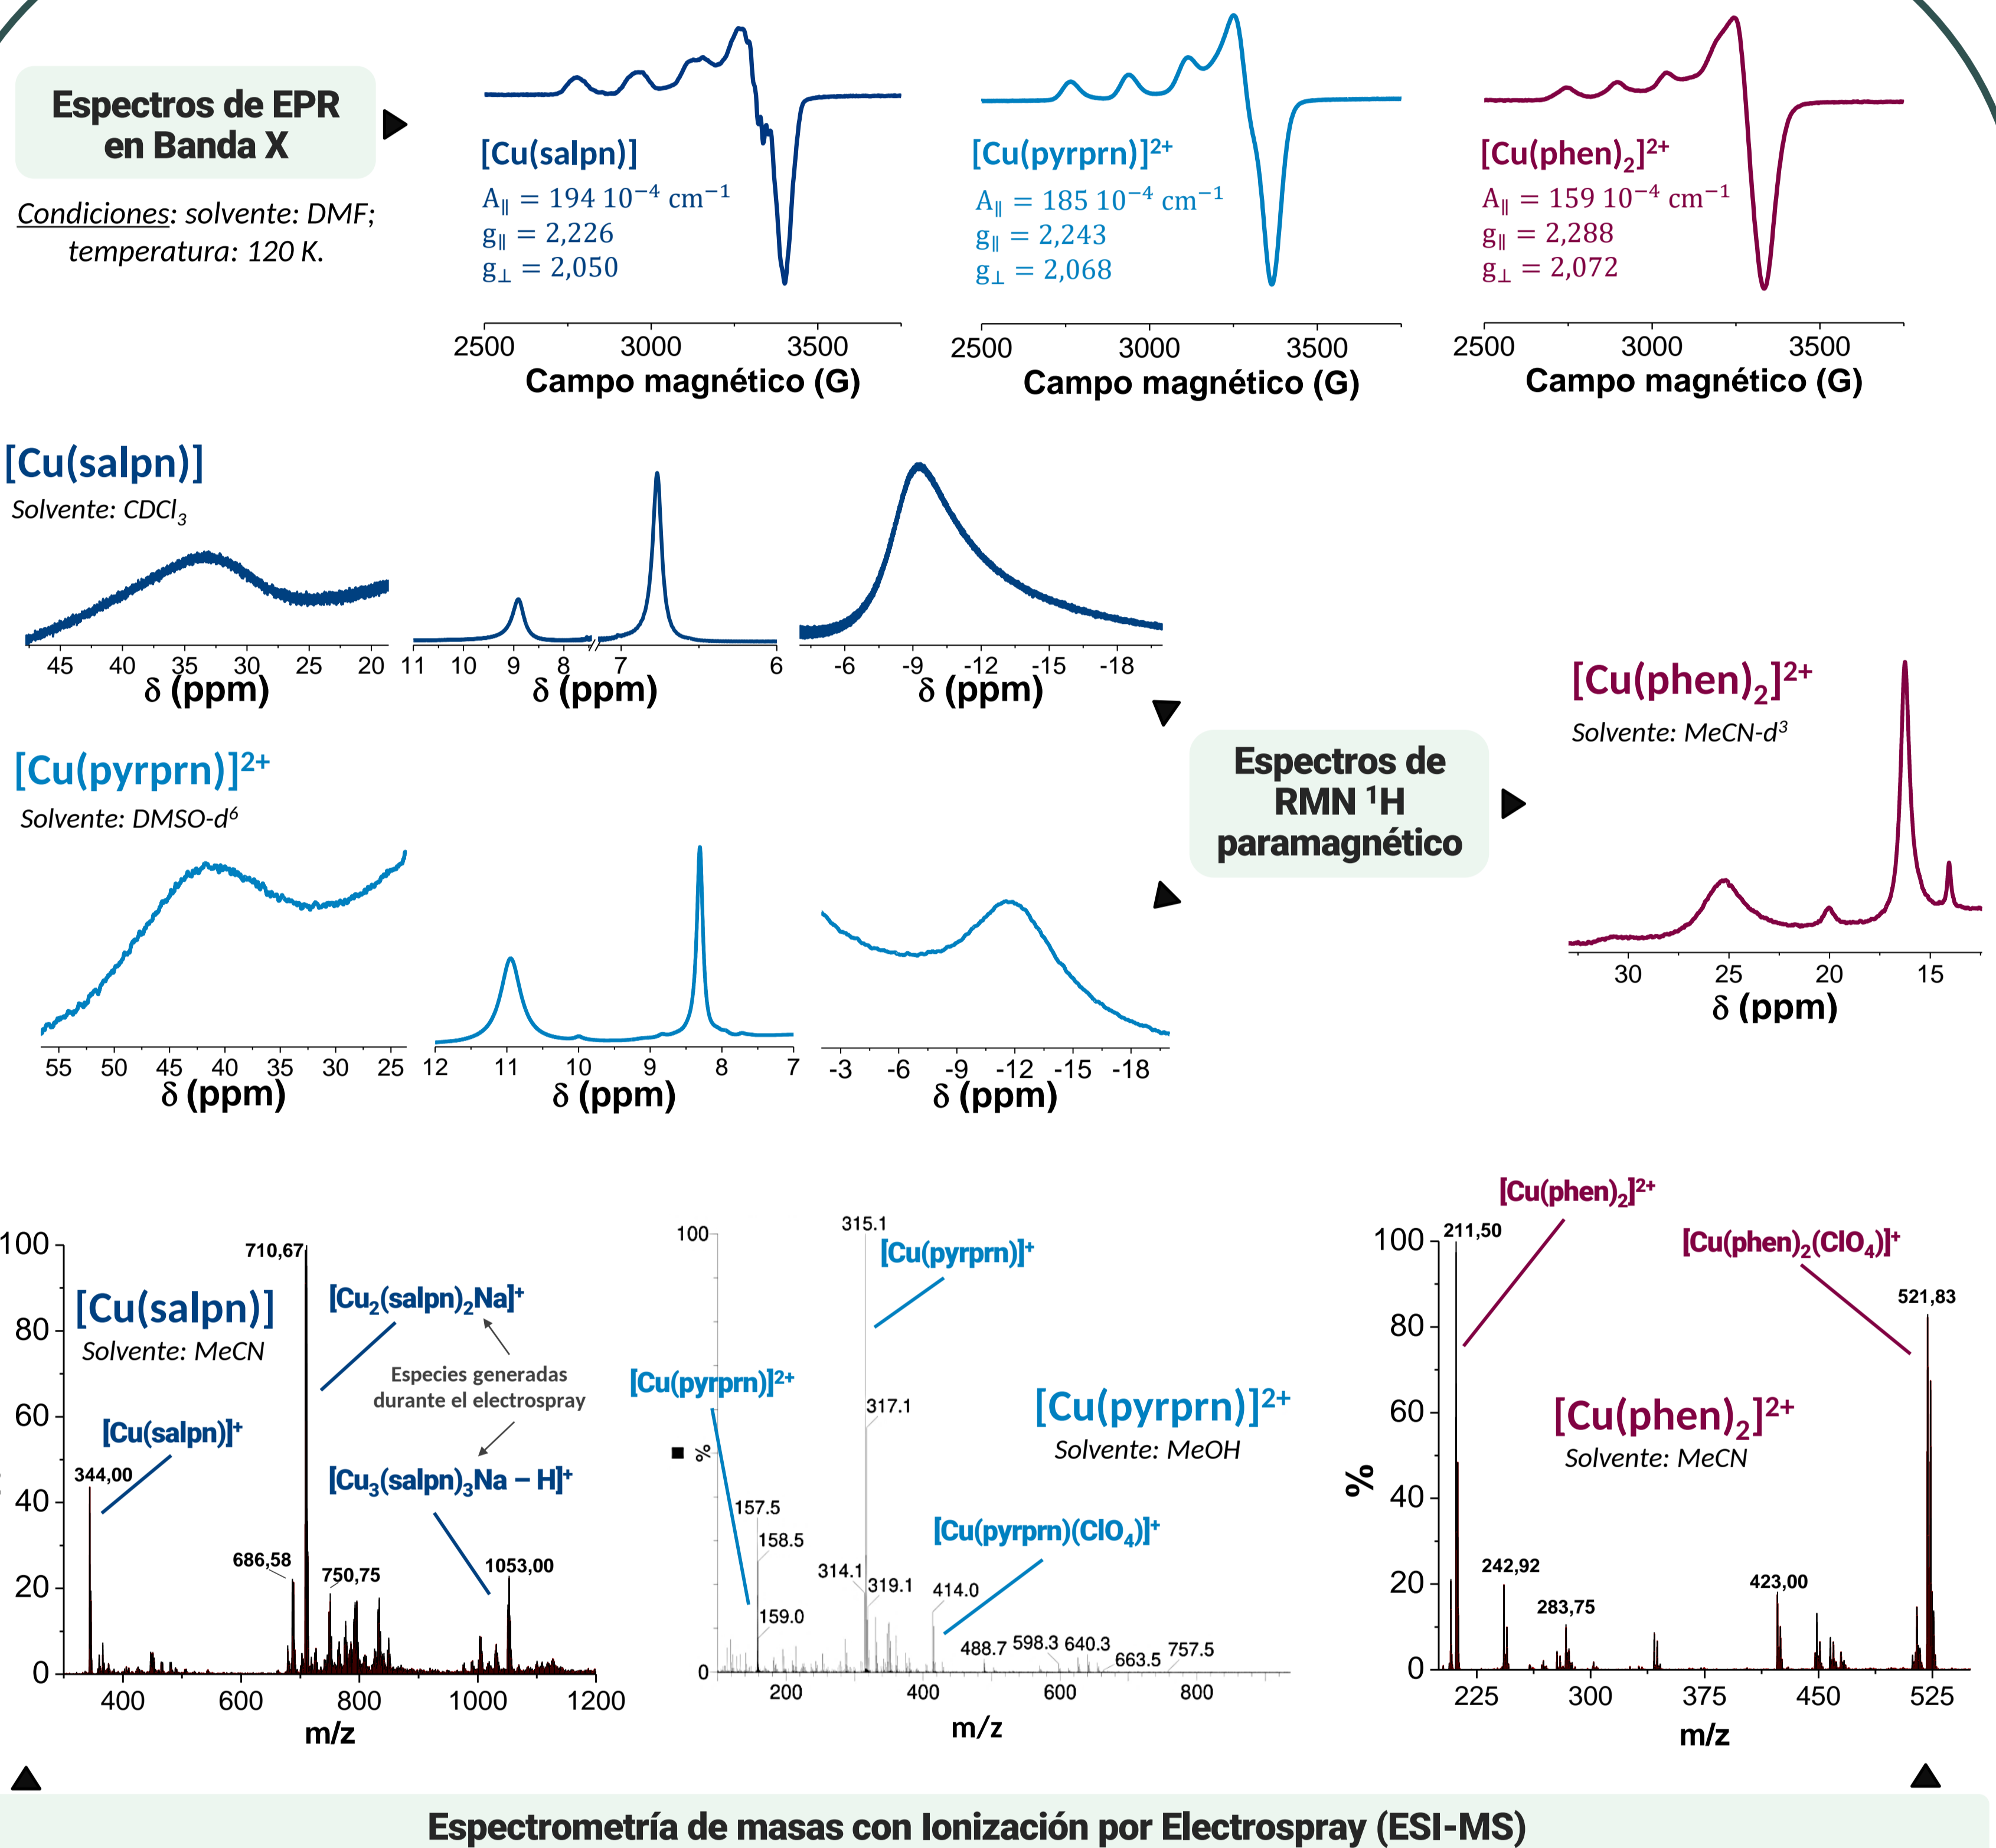 Espectros de EPR
en Banda X
Condiciones: solvente: DMF;
temperatura: 120 K.
[Cu(salpn)]
A∥ = 194 10⁻⁴ cm⁻¹
g∥ = 2,226
g⊥ = 2,050
2500 3000 3500
Campo magnético (G)
[Cu(pyrprn)]²⁺
A∥ = 185 10⁻⁴ cm⁻¹
g∥ = 2,243
g⊥ = 2,068
2500 3000 3500
Campo magnético (G)
[Cu(phen)₂]²⁺
A∥ = 159 10⁻⁴ cm⁻¹
g∥ = 2,288
g⊥ = 2,072
2500 3000 3500
Campo magnético (G)
[Cu(salpn)]
Solvente: CDCl₃
45 40 35 30 25 20
δ (ppm)
11 10 9 8 7 6
δ (ppm)
-6 -9 -12 -15 -18
δ (ppm)
[Cu(pyrprn)]²⁺
Solvente: DMSO-d⁶
55 50 45 40 35 30 25
δ (ppm)
12 11 10 9 8 7
δ (ppm)
-3 -6 -9 -12 -15 -18
δ (ppm)
Espectros de
RMN ¹H
paramagnético
[Cu(phen)₂]²⁺
Solvente: MeCN-d³
30 25 20 15
δ (ppm)
100
80
60
40
20
0
710,67
[Cu(salpn)]
Solvente: MeCN
[Cu₂(salpn)₂Na]⁺
Especies generadas
durante el electrospray
[Cu(salpn)]⁺
344,00
[Cu₃(salpn)₃Na – H]⁺
686,58
750,75
1053,00
400 600 800 1000 1200
m/z
100
%
0
315.1
[Cu(pyrprn)]⁺
[Cu(pyrprn)]²⁺
317.1
[Cu(pyrprn)]²⁺
Solvente: MeOH
157.5
158.5
[Cu(pyrprn)(ClO₄)]⁺
314.1
319.1
414.0
159.0
488.7
598.3
640.3
663.5
757.5
200 400 600 800
m/z
[Cu(phen)₂]²⁺
100
80
60
40
20
0
%
211,50
[Cu(phen)₂(ClO₄)]⁺
521,83
[Cu(phen)₂]²⁺
Solvente: MeCN
242,92
283,75
423,00
225 300 375 450 525
m/z
Espectrometría de masas con Ionización por Electrospray (ESI-MS)